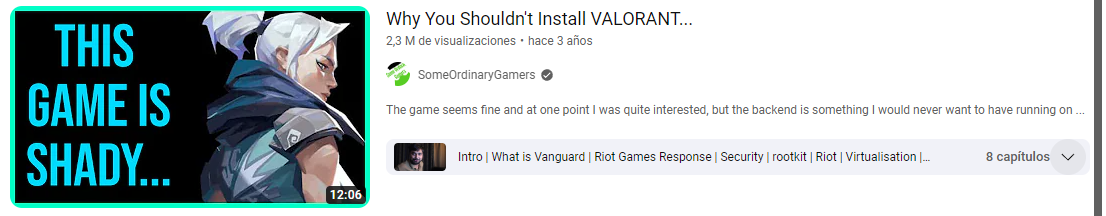 THIS
GAME IS
SHADY...
12:06
Why You Shouldn't Install VALORANT...
2,3 M de visualizaciones • hace 3 años
SomeOrdinaryGamers
The game seems fine and at one point I was quite interested, but the backend is something I would never want to have running on ...
Intro | What is Vanguard | Riot Games Response | Security | rootkit | Riot | Virtualisation |...
8 capítulos